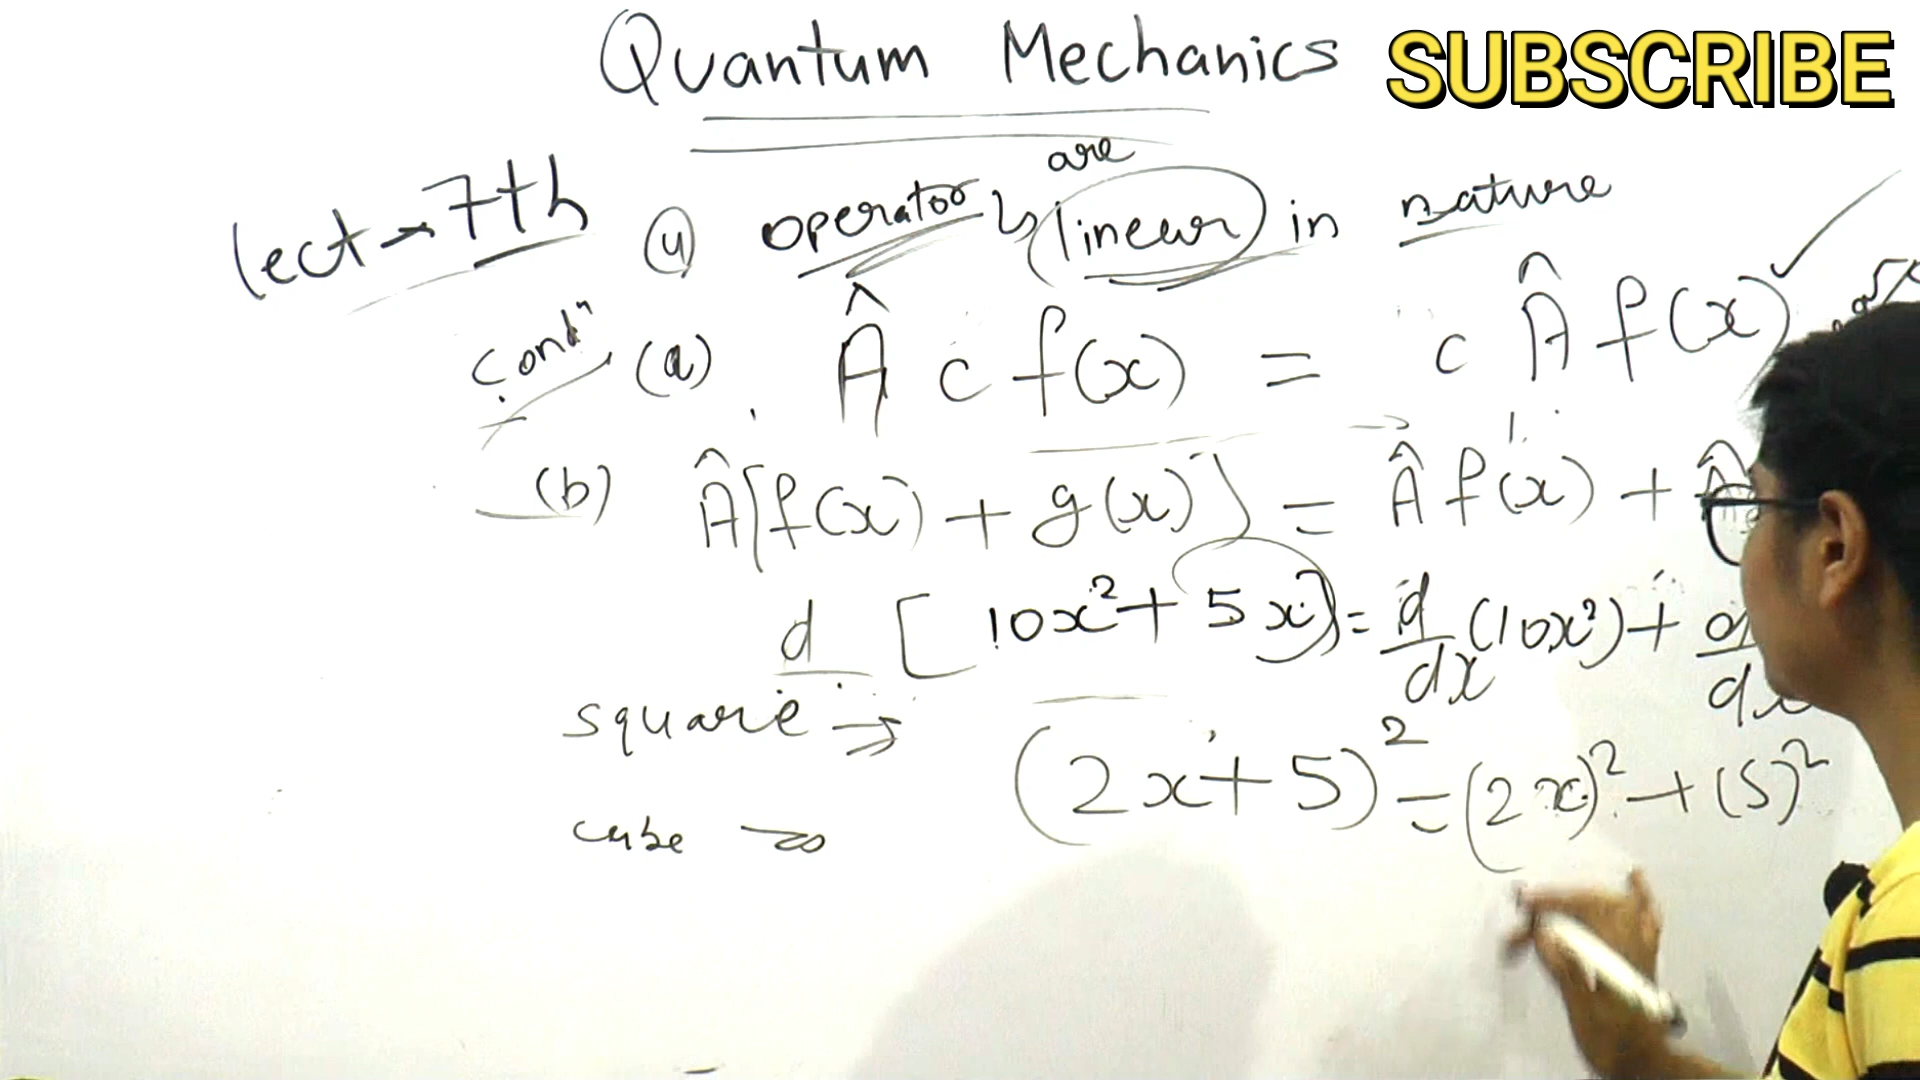 Quantum Mechanics
SUBSCRIBE
lect → 7th
(4) operator are linear in nature
condⁿ (a) Â c f(x) = c Â f(x)
(b) Â [f(x) + g(x)] = Â f(x) + Â
d [10x² + 5x] = d/dx (10x²) + d/dx
square → (2x + 5)² = (2x)² + (5)²
cube →